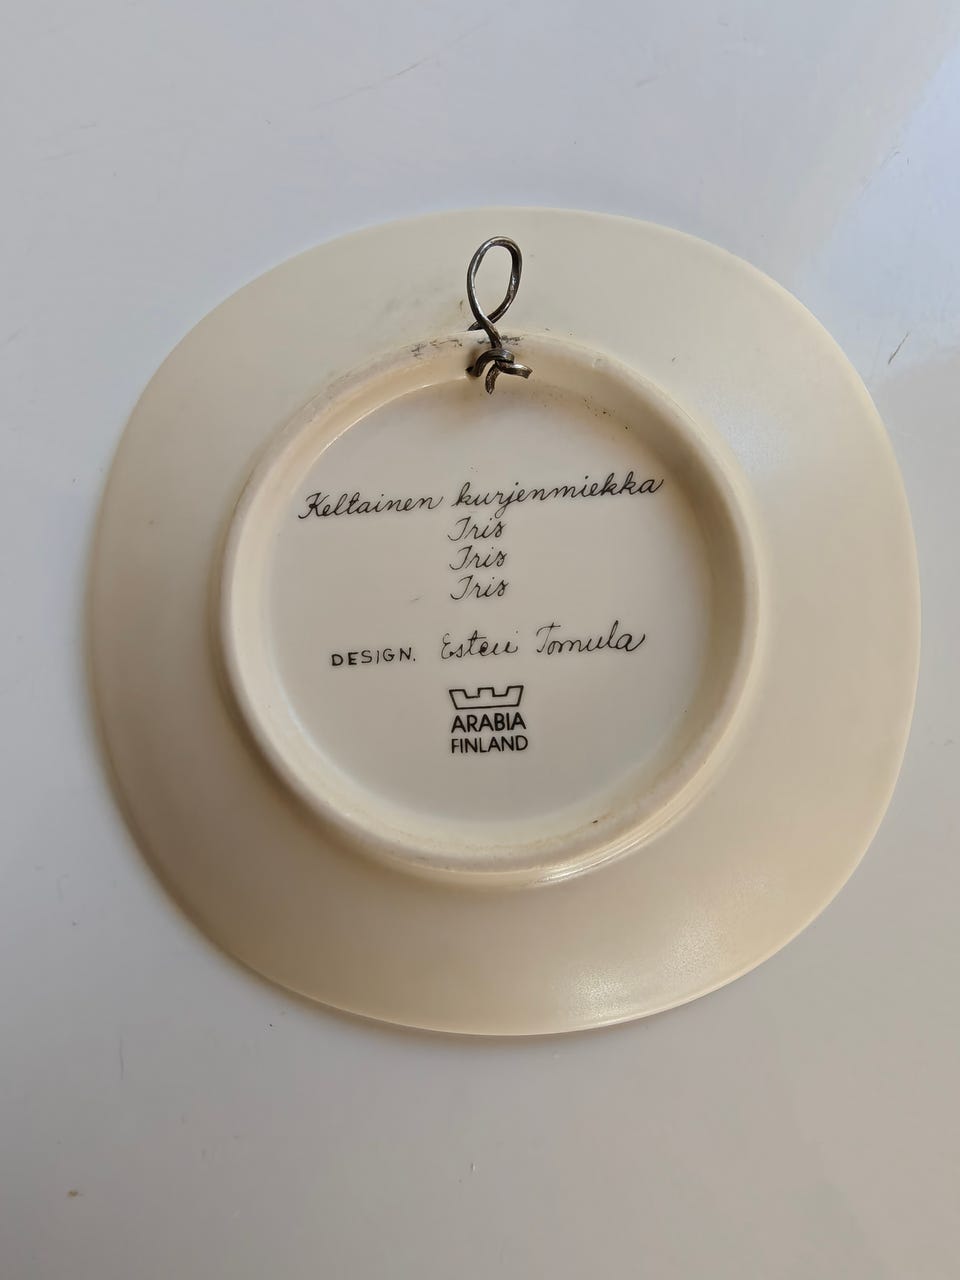 Keltainen kurjenmiekka
Iris
Iris
Iris
DESIGN. Esteri Tomula
ARABIA
FINLAND